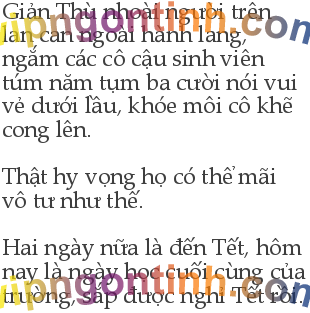 Giản Thù nhoài người trên
lan can ngoài hành lang,
ngắm các cô cậu sinh viên
túm năm tụm ba cười nói vui
vẻ dưới lầu, khóe môi cô khẽ
cong lên.
Thật hy vọng họ có thể mãi
vô tư như thế.
Hai ngày nữa là đến Tết, hôm
nay là ngày học cuối cùng của
trường, sắp được nghỉ Tết rồi.
vipngontinh.com
vipngontinh.com